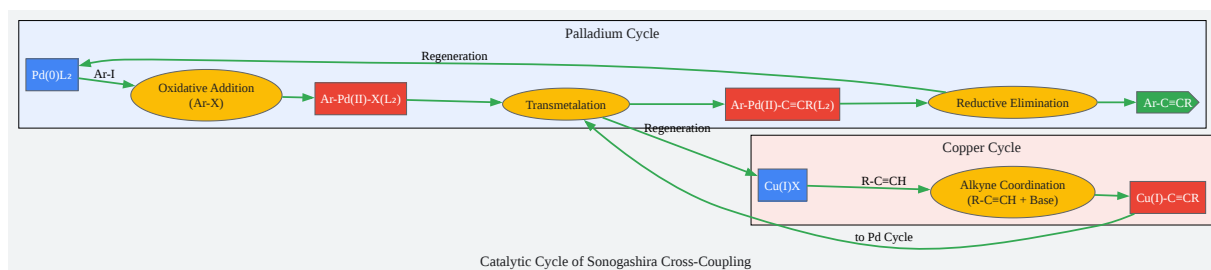 Palladium Cycle
Regeneration
Pd(0)L₂
Ar-I
Oxidative Addition
(Ar-X)
Ar-Pd(II)-X(L₂)
Transmetalation
Ar-Pd(II)-C≡CR(L₂)
Reductive Elimination
Ar-C≡CR
Regeneration
Copper Cycle
Cu(I)X
R-C≡CH
Alkyne Coordination
(R-C≡CH + Base)
Cu(I)-C≡CR
to Pd Cycle
Catalytic Cycle of Sonogashira Cross-Coupling